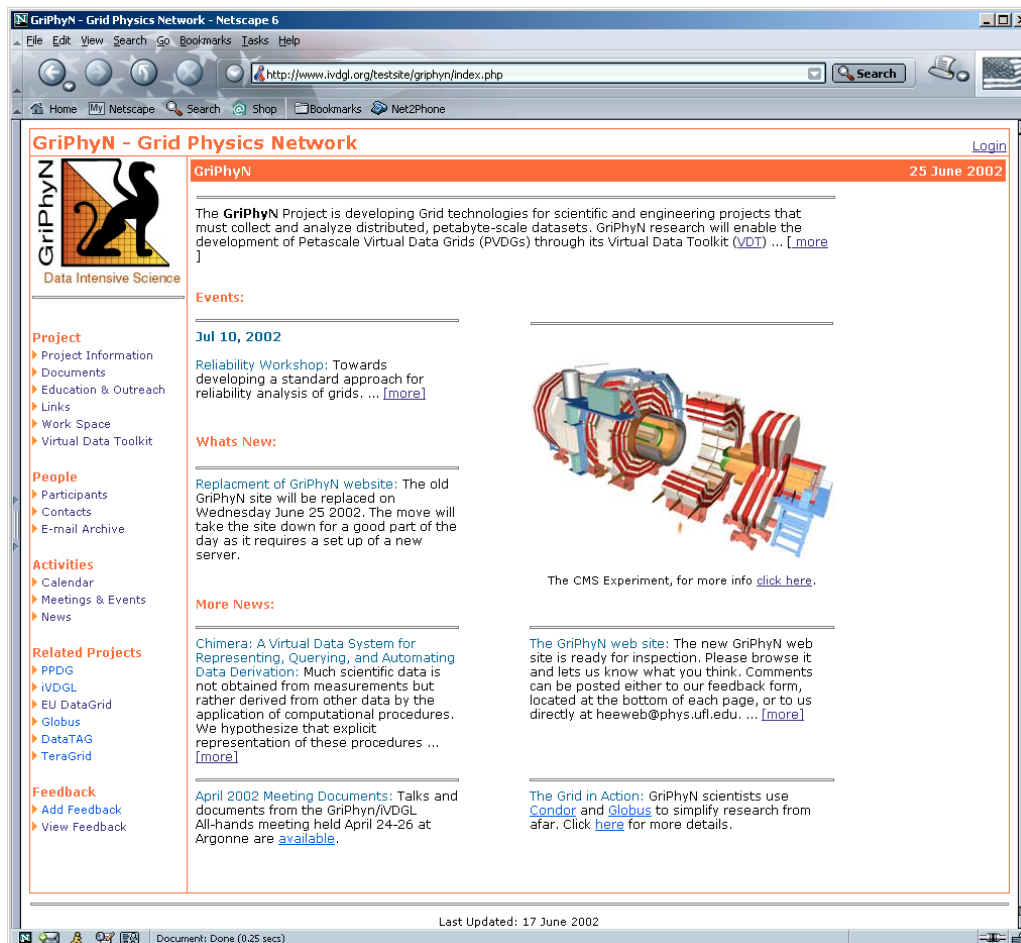 GriPhyN - Grid Physics Network - Netscape 6
File Edit View Search Go Bookmarks Tasks Help
http://www.ivdgl.org/testsite/griphyn/index.php
Search
Home My Netscape Search Shop Bookmarks Net2Phone
GriPhyN - Grid Physics Network
Login
GriPhyN
Data Intensive Science
GriPhyN 25 June 2002
The GriPhyN Project is developing Grid technologies for scientific and engineering projects that
must collect and analyze distributed, petabyte-scale datasets. GriPhyN research will enable the
development of Petascale Virtual Data Grids (PVDGs) through its Virtual Data Toolkit (VDT) ... [ more
]
Project
Project Information
Documents
Education & Outreach
Links
Work Space
Virtual Data Toolkit
People
Participants
Contacts
E-mail Archive
Activities
Calendar
Meetings & Events
News
Related Projects
PPDG
iVDGL
EU DataGrid
Globus
DataTAG
TeraGrid
Feedback
Add Feedback
View Feedback
Events:
Jul 10, 2002
Reliability Workshop: Towards
developing a standard approach for
reliability analysis of grids. ... [more]
Whats New:
Replacment of GriPhyN website: The old
GriPhyN site will be replaced on
Wednesday June 25 2002. The move will
take the site down for a good part of the
day as it requires a set up of a new
server.
The CMS Experiment, for more info click here.
More News:
Chimera: A Virtual Data System for
Representing, Querying, and Automating
Data Derivation: Much scientific data is
not obtained from measurements but
rather derived from other data by the
application of computational procedures.
We hypothesize that explicit
representation of these procedures ...
[more]
The GriPhyN web site: The new GriPhyN web
site is ready for inspection. Please browse it
and lets us know what you think. Comments
can be posted either to our feedback form,
located at the bottom of each page, or to us
directly at heeweb@phys.ufl.edu. ... [more]
April 2002 Meeting Documents: Talks and
documents from the GriPhyn/iVDGL
All-hands meeting held April 24-26 at
Argonne are available.
The Grid in Action: GriPhyN scientists use
Condor and Globus to simplify research from
afar. Click here for more details.
Last Updated: 17 June 2002
Document: Done (0.25 secs)